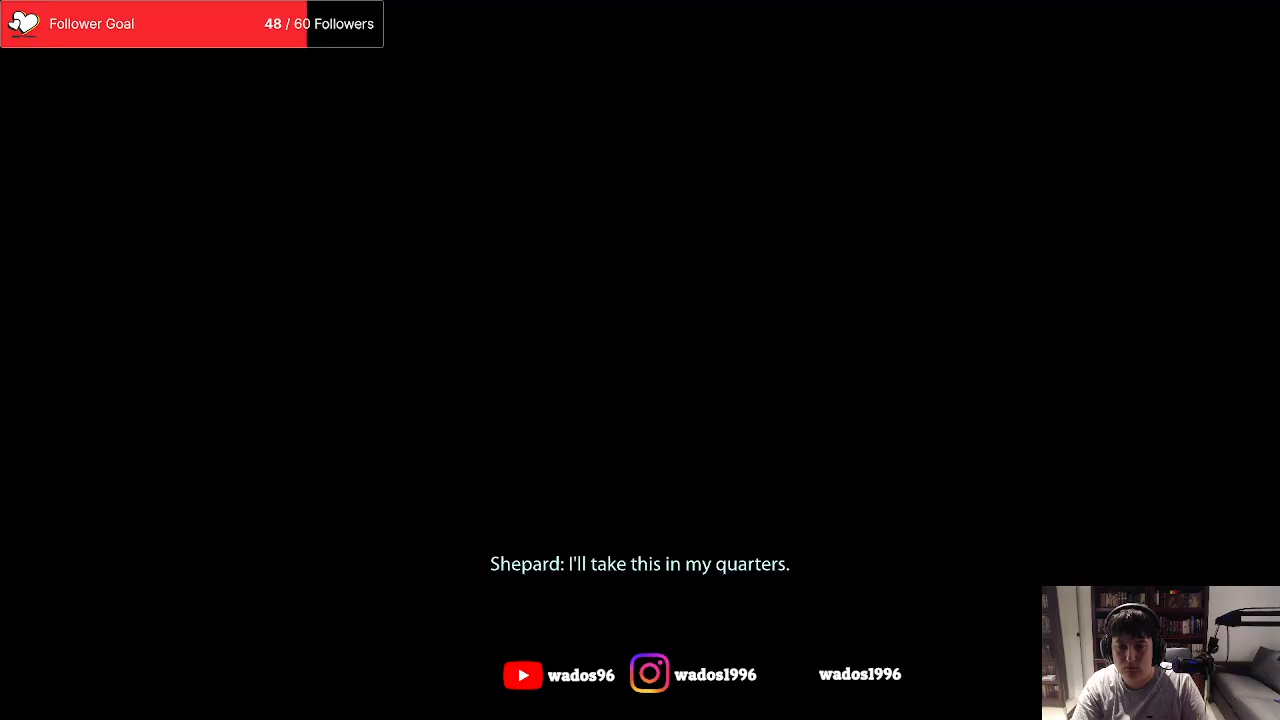 Follower Goal 48 / 60 Followers
Shepard: I'll take this in my quarters.
wados96 wados1996 wados1996